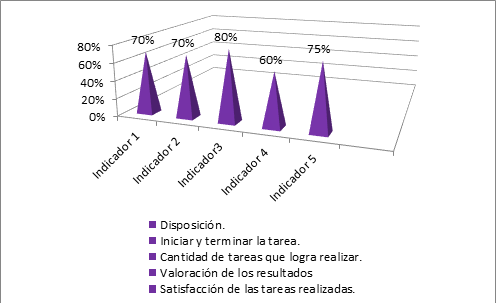 80%
60%
40%
20%
0%
70%
70%
80%
60%
75%
Indicador 1
Indicador 2
Indicador3
Indicador 4
Indicador 5
Disposición.
Iniciar y terminar la tarea.
Cantidad de tareas que logra realizar.
Valoración de los resultados
Satisfacción de las tareas realizadas.